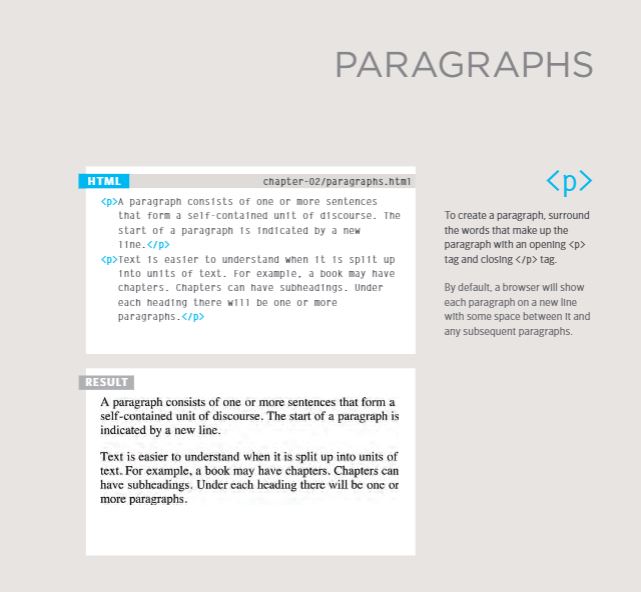 PARAGRAPHS
HTML
chapter-02/paragraphs.html
<p>A paragraph consists of one or more sentences
that form a self-contained unit of discourse. The
start of a paragraph is indicated by a new
line.</p>
<p>Text is easier to understand when it is split up
into units of text. For example, a book may have
chapters. Chapters can have subheadings. Under
each heading there will be one or more
paragraphs.</p>
RESULT
A paragraph consists of one or more sentences that form a
self-contained unit of discourse. The start of a paragraph is
indicated by a new line.
Text is easier to understand when it is split up into units of
text. For example, a book may have chapters. Chapters can
have subheadings. Under each heading there will be one or
more paragraphs.
<p>
To create a paragraph, surround
the words that make up the
paragraph with an opening <p>
tag and closing </p> tag.
By default, a browser will show
each paragraph on a new line
with some space between it and
any subsequent paragraphs.